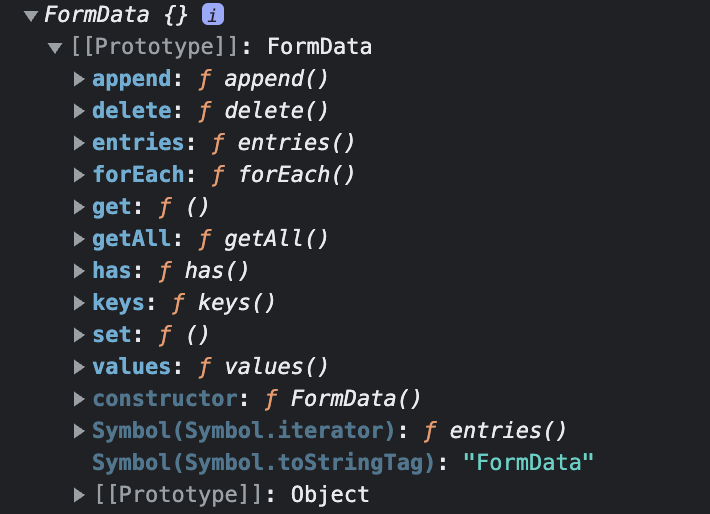 FormData {} i
[[Prototype]]: FormData
append: ƒ append()
delete: ƒ delete()
entries: ƒ entries()
forEach: ƒ forEach()
get: ƒ ()
getAll: ƒ getAll()
has: ƒ has()
keys: ƒ keys()
set: ƒ ()
values: ƒ values()
constructor: ƒ FormData()
Symbol(Symbol.iterator): ƒ entries()
Symbol(Symbol.toStringTag): "FormData"
[[Prototype]]: Object